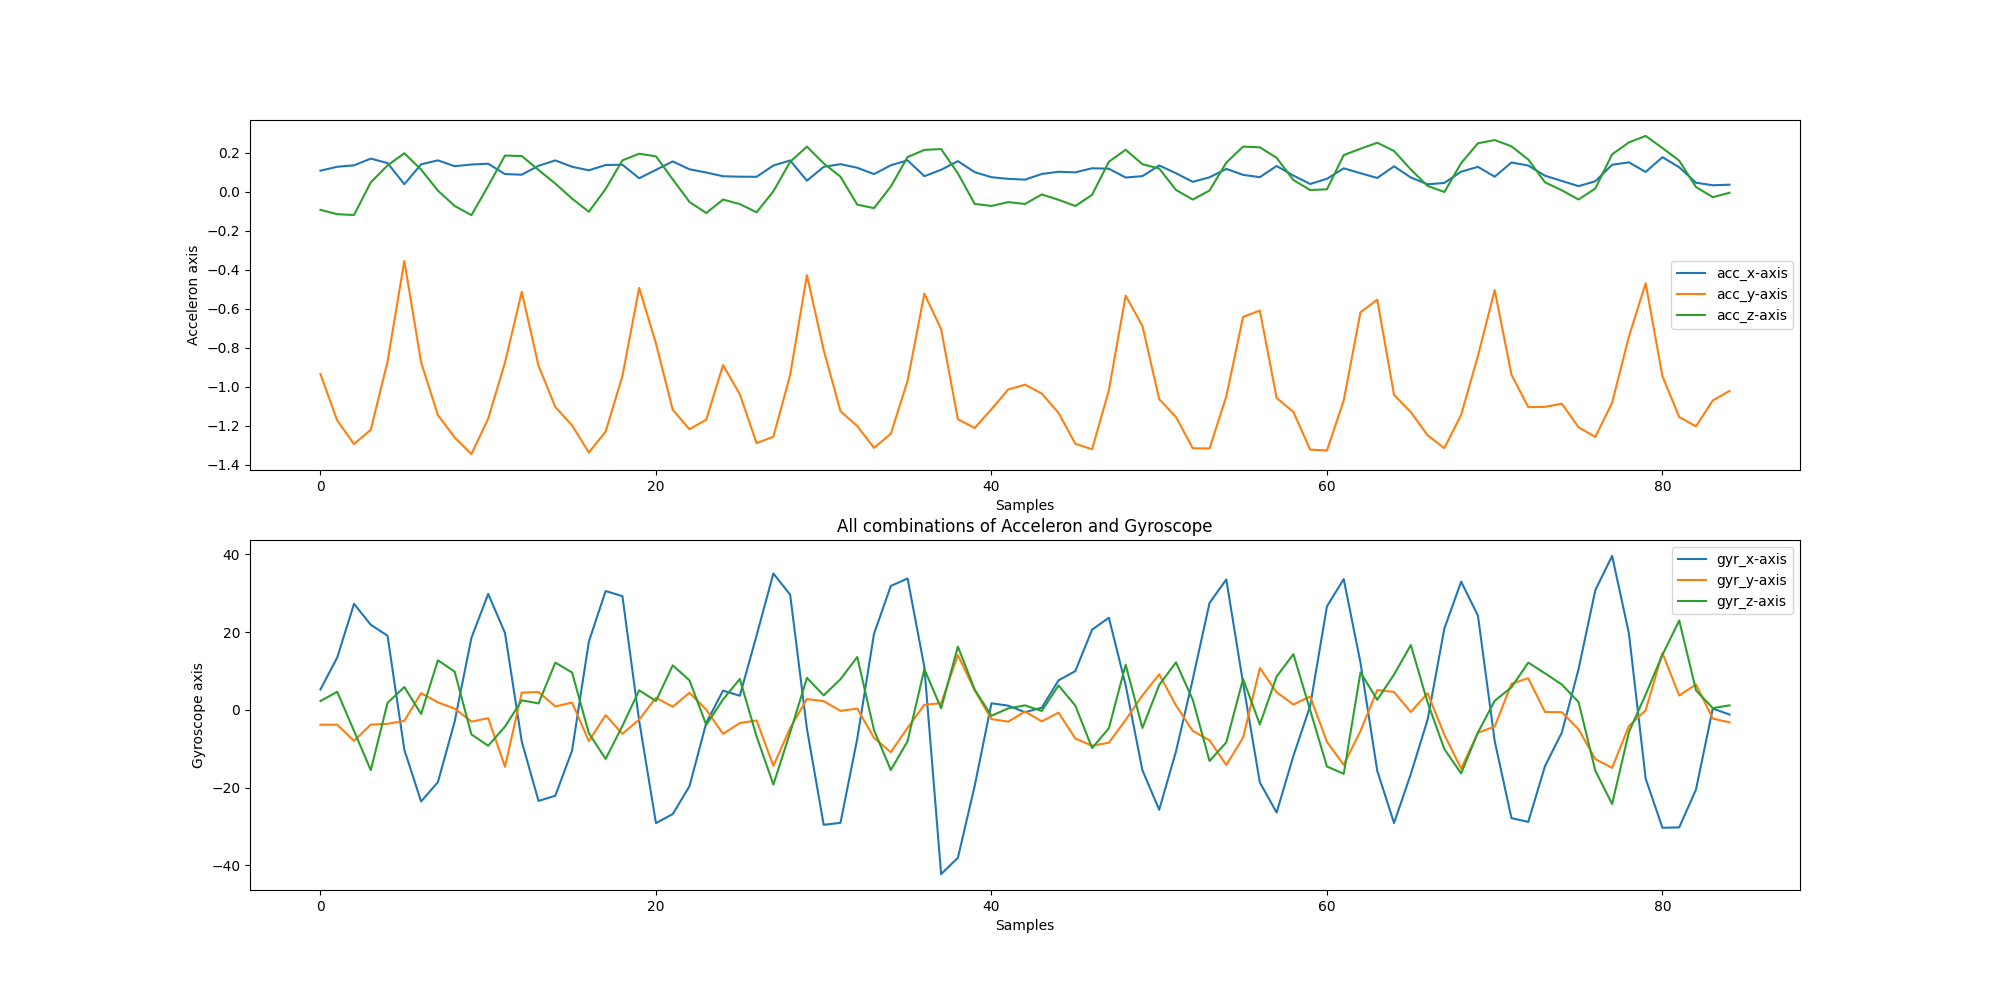 0.2
0.0
−0.2
−0.4
−0.6
−0.8
−1.0
−1.2
−1.4
Acceleron axis
acc_x-axis
acc_y-axis
acc_z-axis
0 20 40 60 80
Samples
All combinations of Acceleron and Gyroscope
40
20
0
−20
−40
Gyroscope axis
gyr_x-axis
gyr_y-axis
gyr_z-axis
0 20 40 60 80
Samples